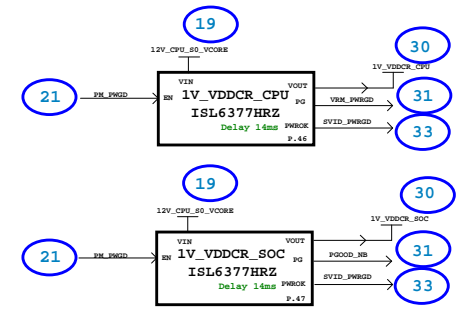 19
30
12V_CPU_S0_VCORE
1V_VDDCR_CPU
VIN
VOUT
21
PM_PWGD
EN
1V_VDDCR_CPU
PG
VRM_PWRGD
31
ISL6377HRZ
Delay 14ms
PWROK
SVID_PWRGD
33
P.46
19
30
12V_CPU_S0_VCORE
1V_VDDCR_SOC
VIN
VOUT
21
PM_PWGD
EN
1V_VDDCR_SOC
PG
PGOOD_NB
31
ISL6377HRZ
Delay 14ms
PWROK
SVID_PWRGD
33
P.47